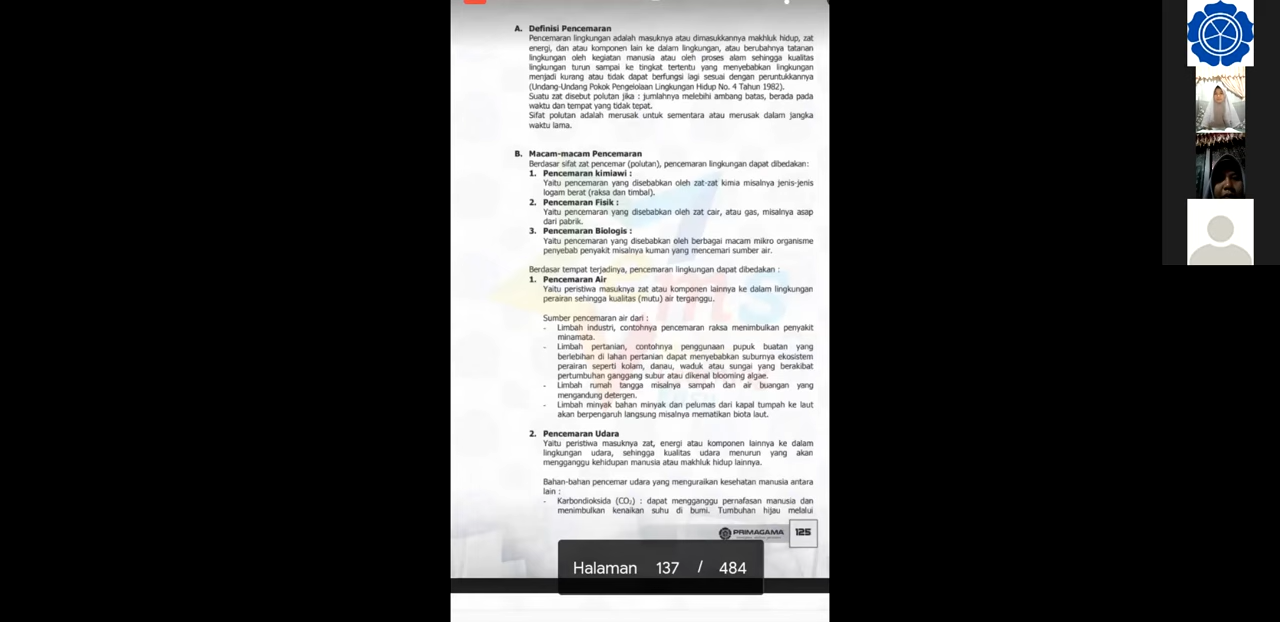 A. Definisi Pencemaran
Pencemaran lingkungan adalah masuknya atau dimasukkannya makhluk hidup, zat
energi, dan atau komponen lain ke dalam lingkungan, atau berubahnya tatanan
lingkungan oleh kegiatan manusia atau oleh proses alam sehingga kualitas
lingkungan turun sampai ke tingkat tertentu yang menyebabkan lingkungan
menjadi kurang atau tidak dapat berfungsi lagi sesuai dengan peruntukkannya
(Undang-Undang Pokok Pengelolaan Lingkungan Hidup No. 4 Tahun 1982).
Suatu zat disebut polutan jika : jumlahnya melebihi ambang batas, berada pada
waktu dan tempat yang tidak tepat.
Sifat polutan adalah merusak untuk sementara atau merusak dalam jangka
waktu lama.
B. Macam-macam Pencemaran
Berdasar sifat zat pencemar (polutan), pencemaran lingkungan dapat dibedakan:
1. Pencemaran kimiawi :
Yaitu pencemaran yang disebabkan oleh zat-zat kimia misalnya jenis-jenis
logam berat (raksa dan timbal).
2. Pencemaran Fisik :
Yaitu pencemaran yang disebabkan oleh zat cair, atau gas, misalnya asap
dari pabrik.
3. Pencemaran Biologis :
Yaitu pencemaran yang disebabkan oleh berbagai macam mikro organisme
penyebab penyakit misalnya kuman yang mencemari sumber air.
Berdasar tempat terjadinya, pencemaran lingkungan dapat dibedakan :
1. Pencemaran Air
Yaitu peristiwa masuknya zat atau komponen lainnya ke dalam lingkungan
perairan sehingga kualitas (mutu) air terganggu.
Sumber pencemaran air dari :
- Limbah industri, contohnya pencemaran raksa menimbulkan penyakit
minamata.
- Limbah pertanian, contohnya penggunaan pupuk buatan yang
berlebihan di lahan pertanian dapat menyebabkan suburnya ekosistem
perairan seperti kolam, danau, waduk atau sungai yang berakibat
pertumbuhan ganggang subur atau dikenal blooming algae.
- Limbah rumah tangga misalnya sampah dan air buangan yang
mengandung detergen.
- Limbah minyak bahan minyak dan pelumas dari kapal tumpah ke laut
akan berpengaruh langsung misalnya mematikan biota laut.
2. Pencemaran Udara
Yaitu peristiwa masuknya zat, energi atau komponen lainnya ke dalam
lingkungan udara, sehingga kualitas udara menurun yang akan
mengganggu kehidupan manusia atau makhluk hidup lainnya.
Bahan-bahan pencemar udara yang menguraikan kesehatan manusia antara
lain :
- Karbondioksida (CO₂) : dapat mengganggu pernafasan manusia dan
menimbulkan kenaikan suhu di bumi. Tumbuhan hijau melalui
PRIMAGAMA 125
Halaman 137 / 484